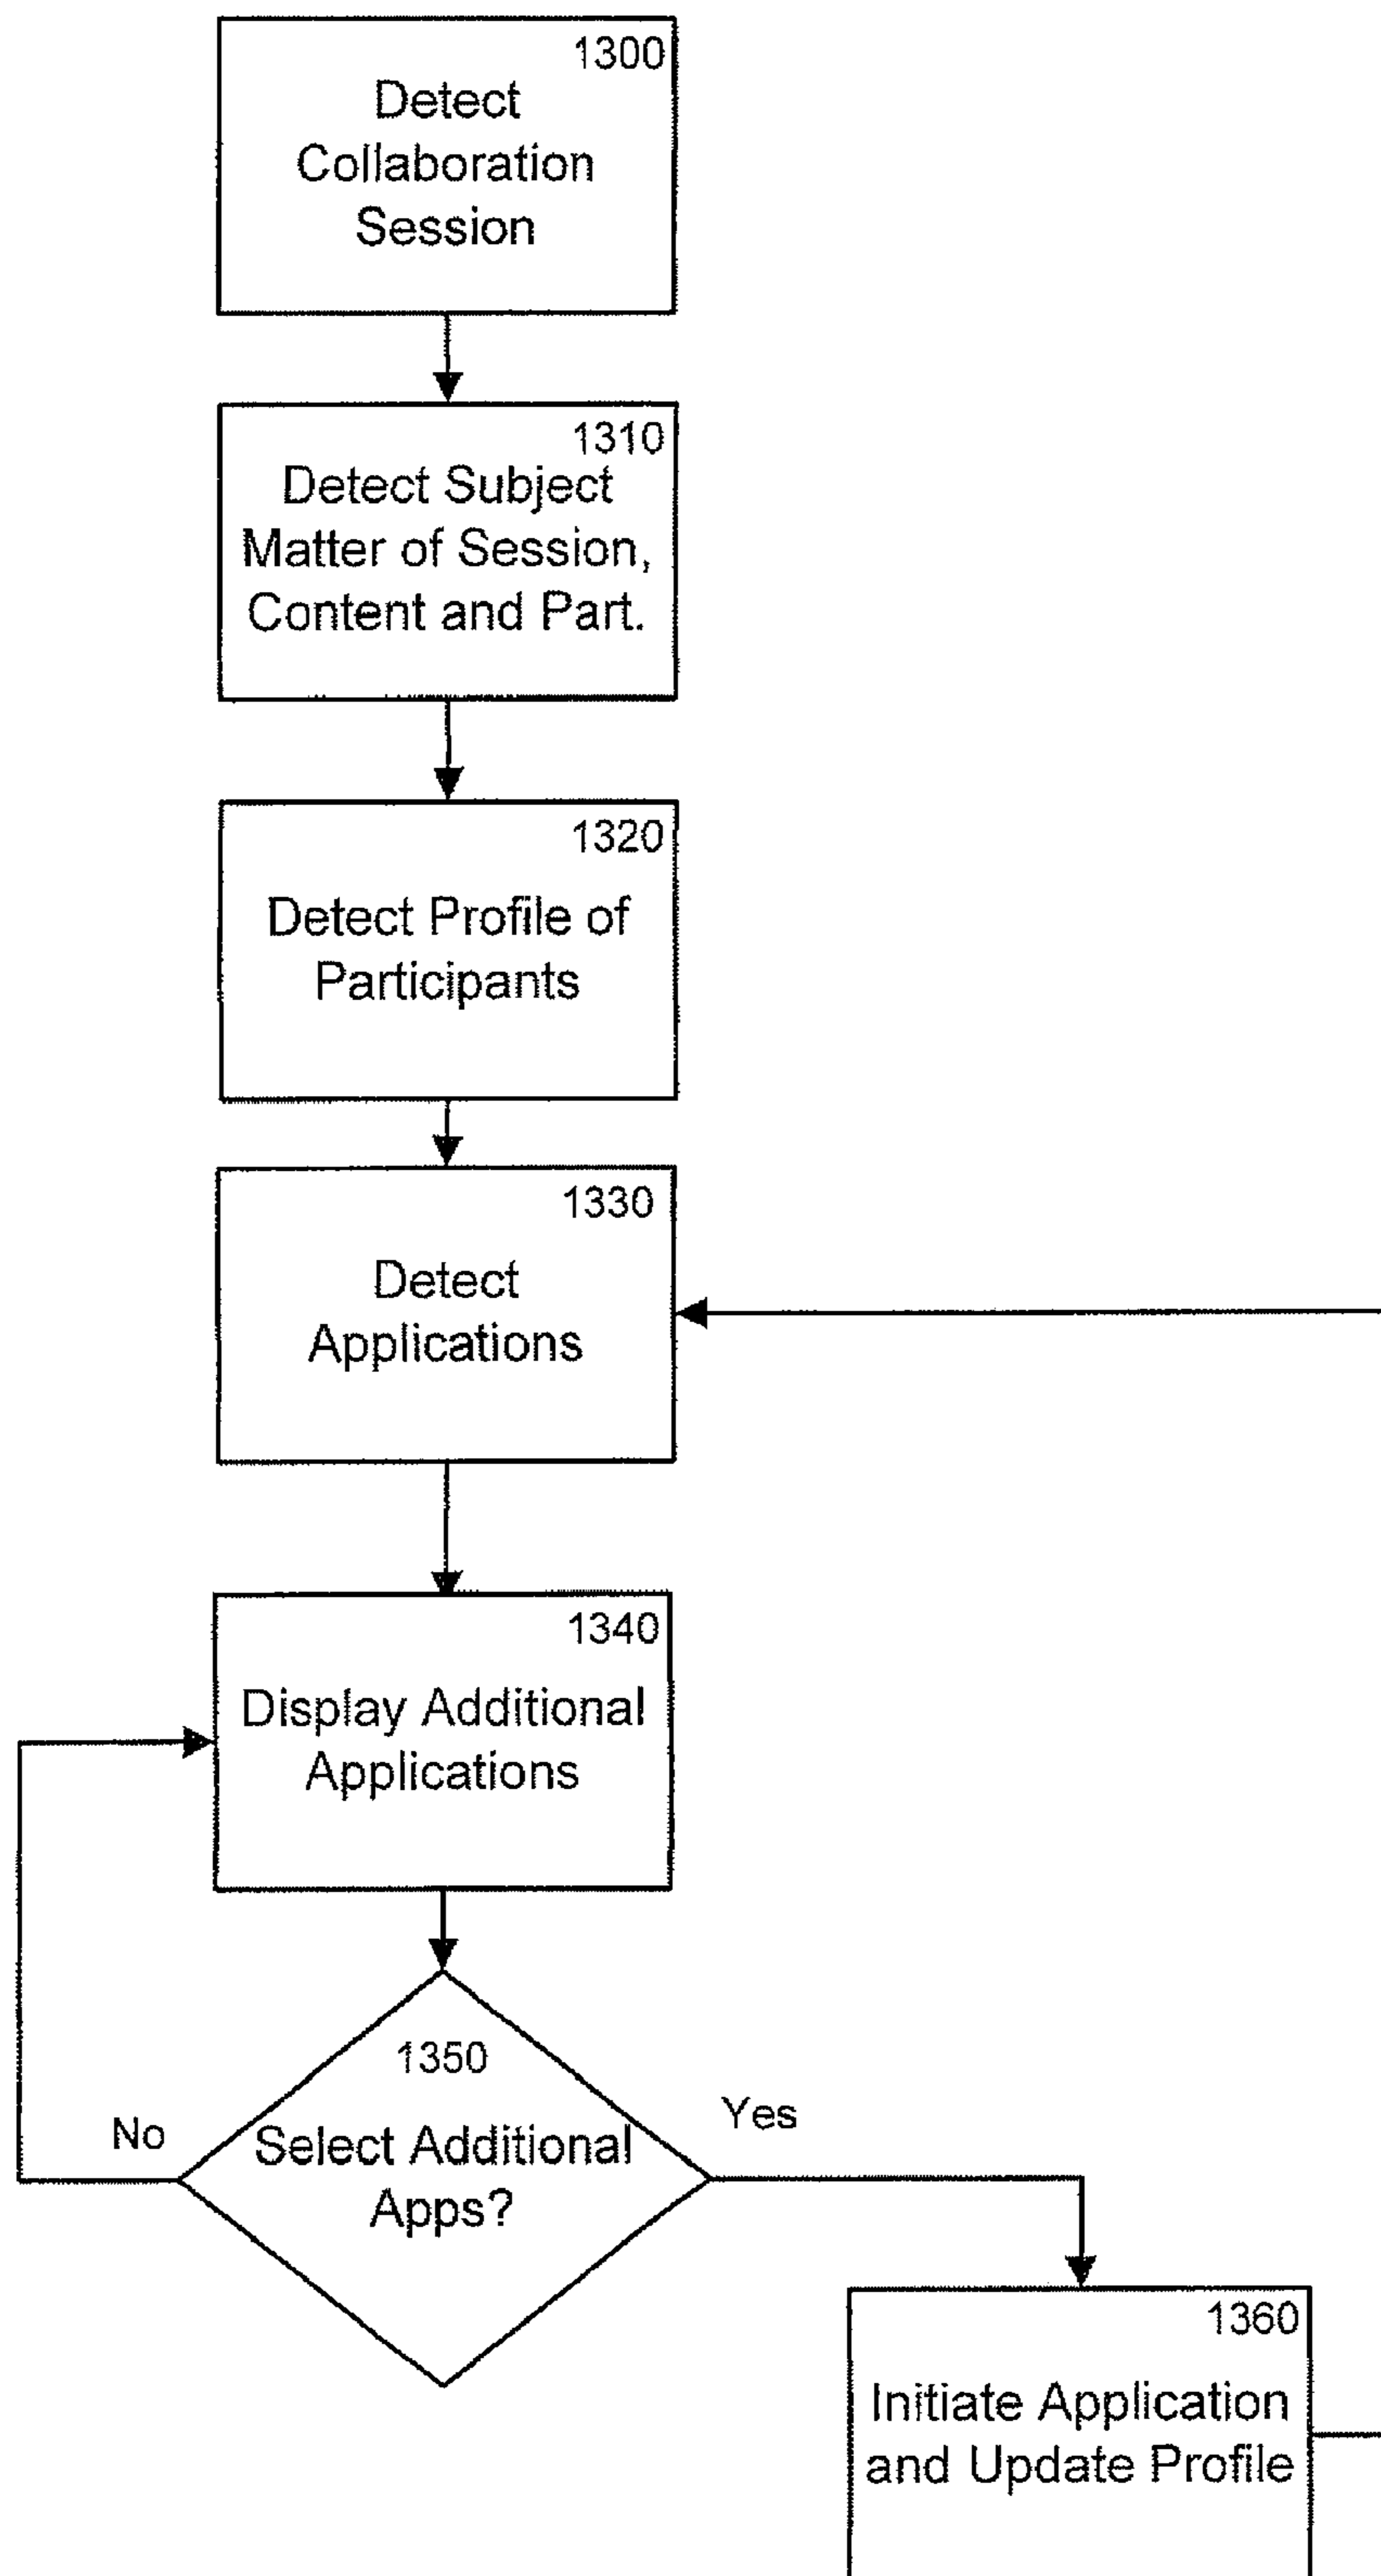 1300
Detect
Collaboration
Session
1310
Detect Subject
Matter of Session,
Content and Part.
1320
Detect Profile of
Participants
1330
Detect
Applications
1340
Display Additional
Applications
1350
Select Additional
Apps?
No
Yes
1360
Initiate Application
and Update Profile